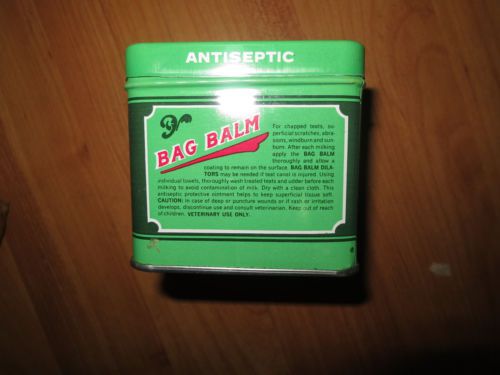 ANTISEPTIC
BAG BALM
For chapped teats, su-
perficial scratches, abra-
sions, windburn and sun-
burn. After each milking
apply the BAG BALM
thoroughly and allow a
coating to remain on the surface. BAG BALM DILA-
TORS may be needed if teat canal is injured. Using
individual towels, thoroughly wash treated teats and udder before each
milking to avoid contamination of milk. Dry with a clean cloth. This
antiseptic protective ointment helps to keep superficial tissue soft.
CAUTION: in case of deep or puncture wounds or if rash or irritation
develops, discontinue use and consult veterinarian. Keep out of reach
of children. VETERINARY USE ONLY.